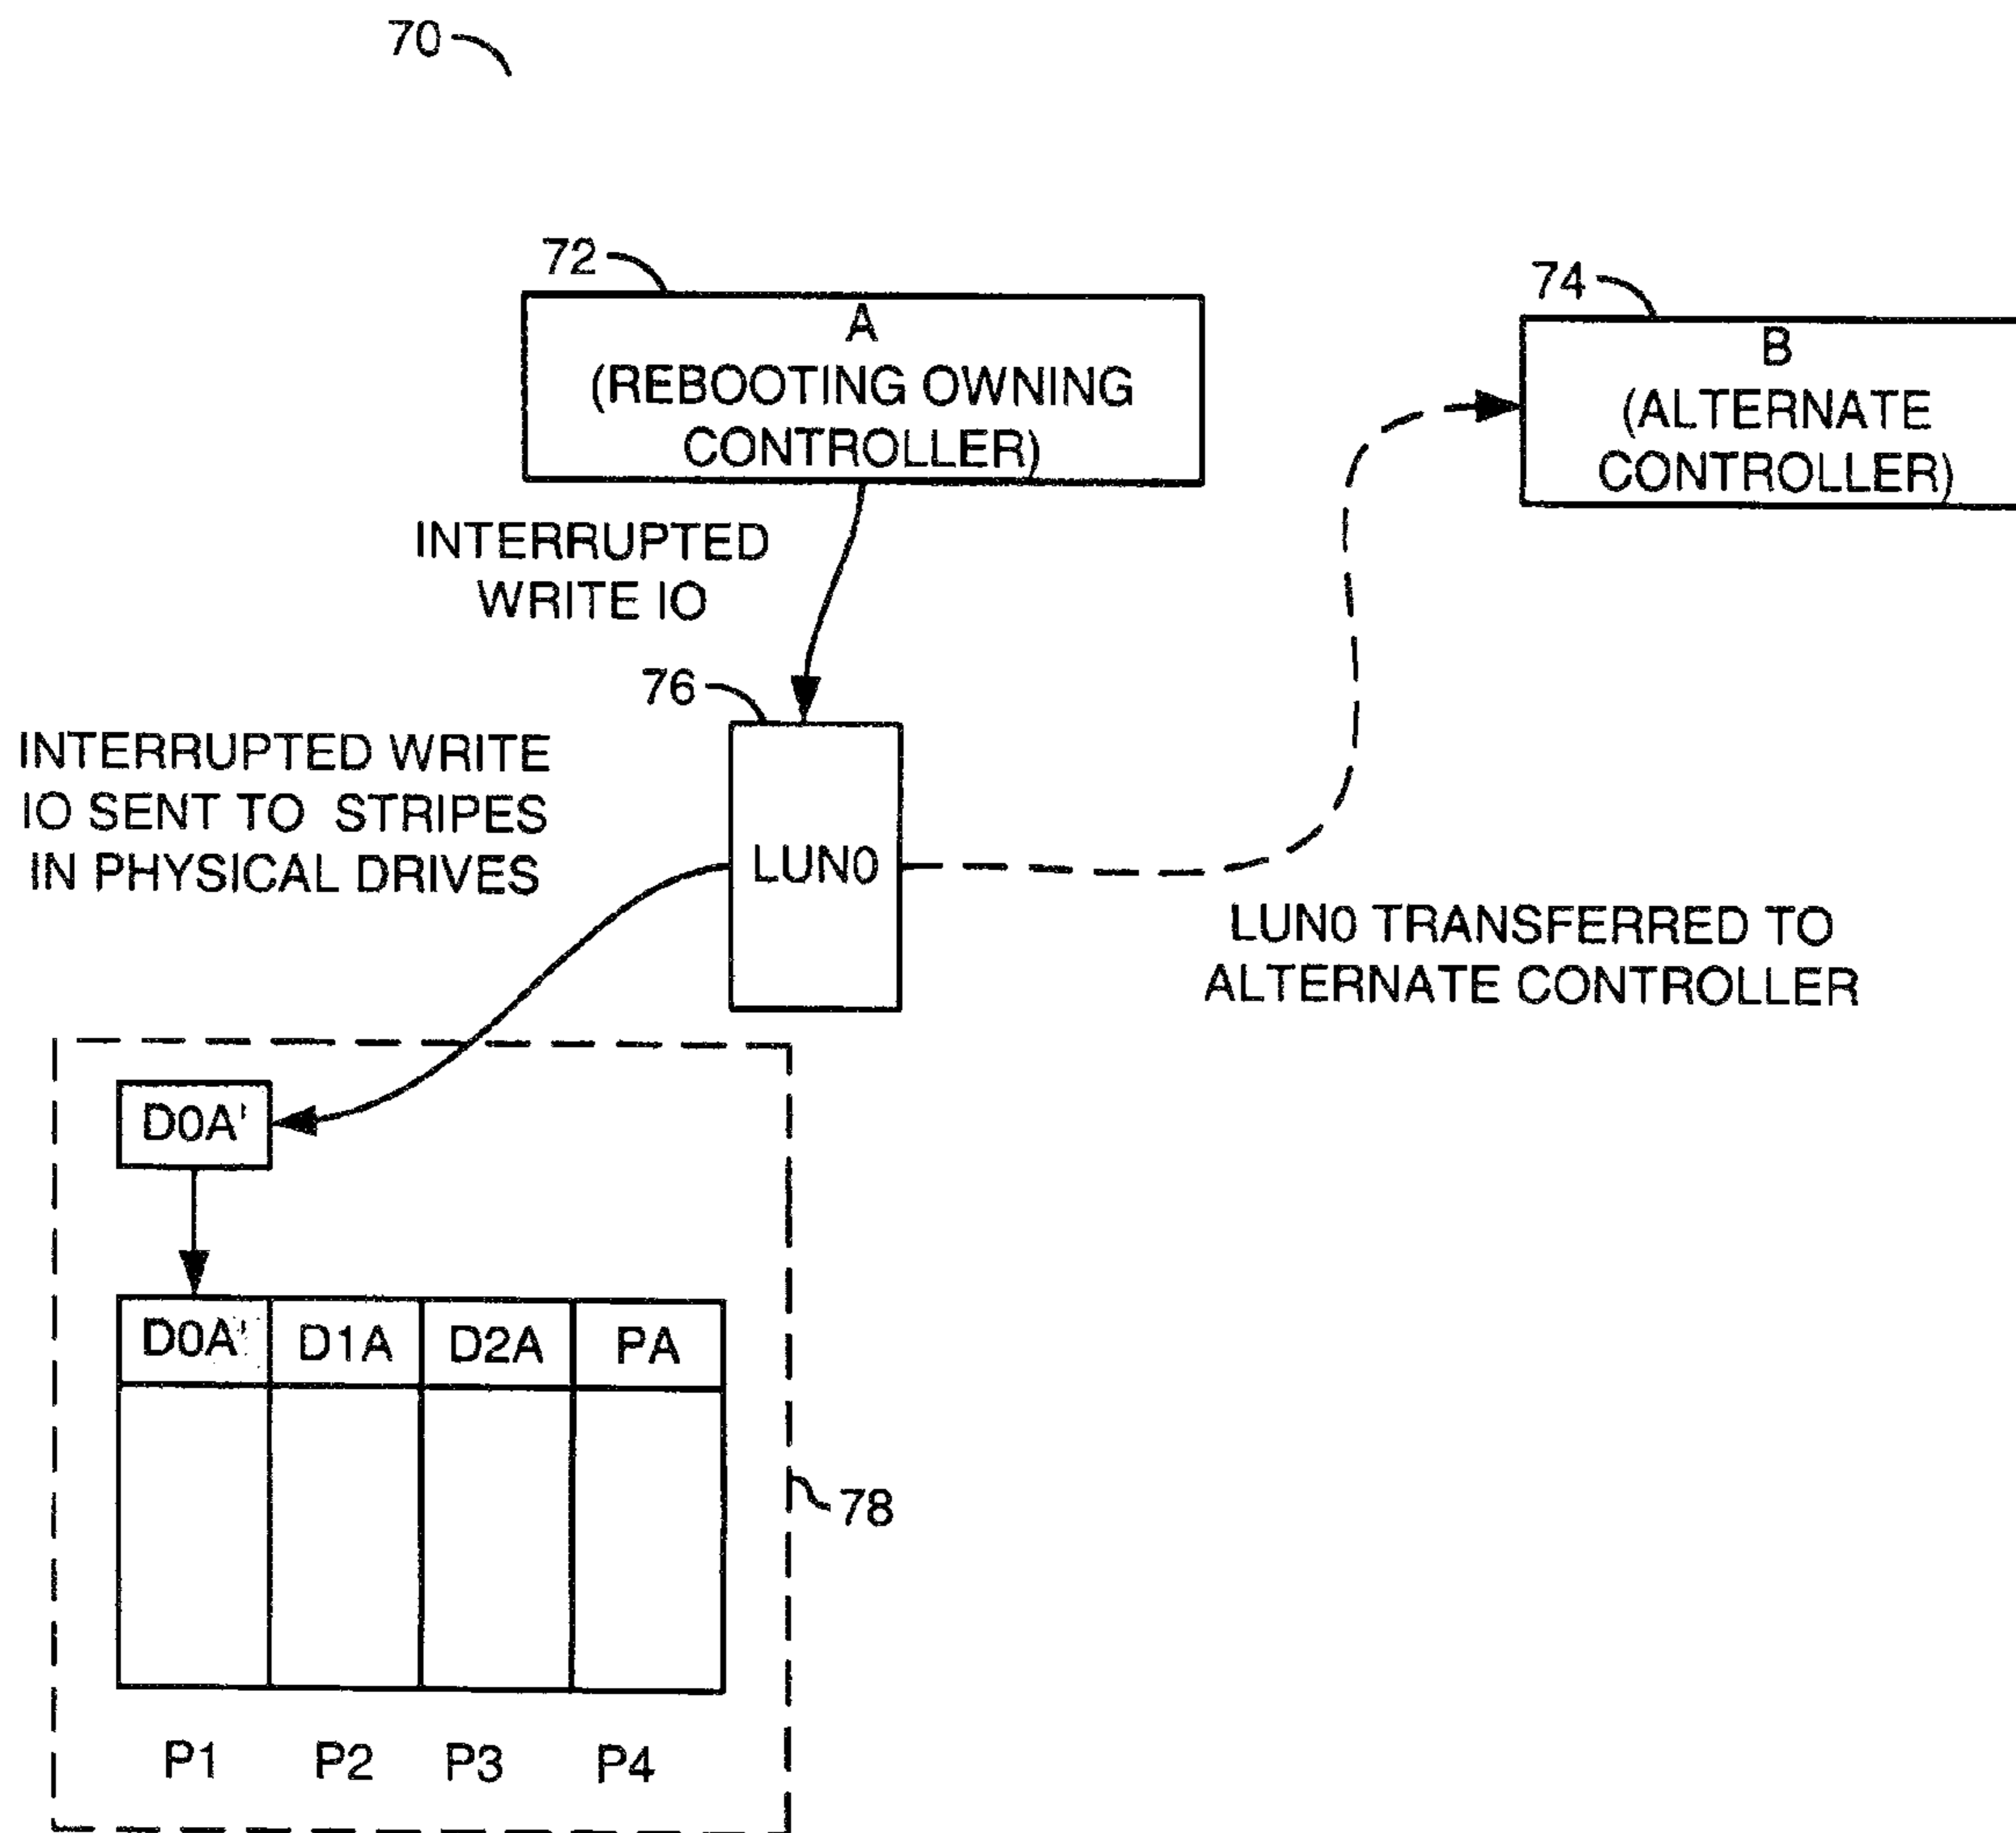 70
72
A
(REBOOTING OWNING
CONTROLLER)
74
B
(ALTERNATE
CONTROLLER)
INTERRUPTED
WRITE IO
76
LUN0
INTERRUPTED WRITE
IO SENT TO STRIPES
IN PHYSICAL DRIVES
LUN0 TRANSFERRED TO
ALTERNATE CONTROLLER
D0A'
D0A' D1A D2A PA
78
P1 P2 P3 P4